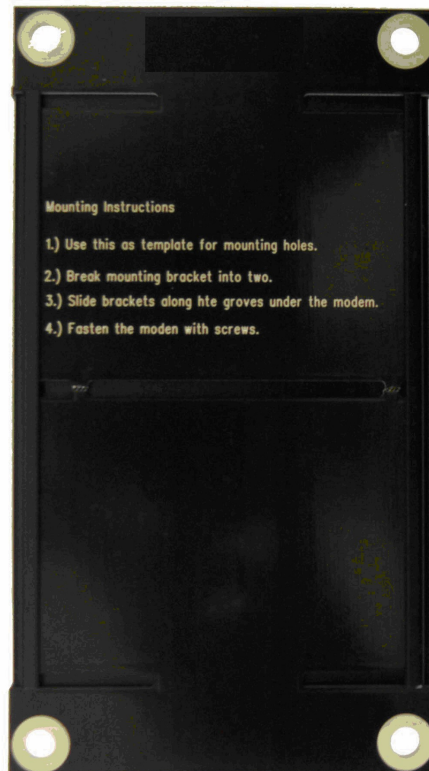 Mounting Instructions
1.) Use this as template for mounting holes.
2.) Break mounting bracket into two.
3.) Slide brackets along hte groves under the modem.
4.) Fasten the moden with screws.